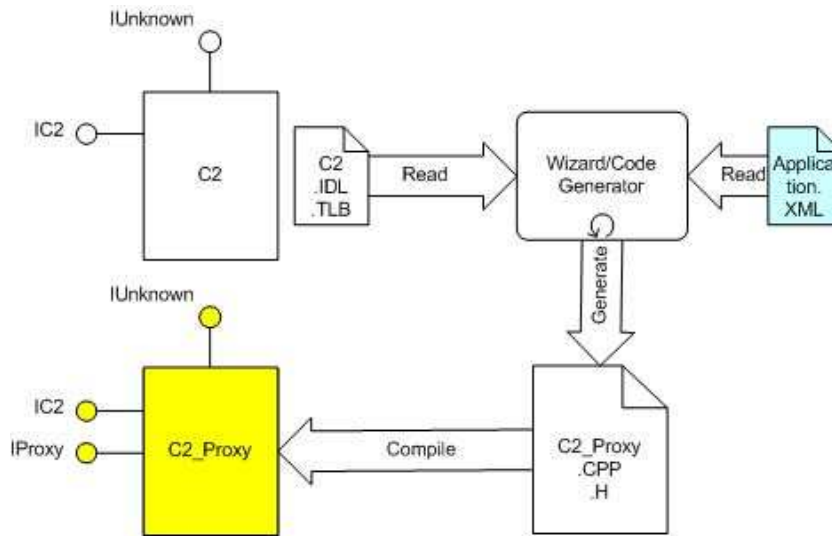 IUnknown
IC2
C2
C2
.IDL
.TLB
Read
Wizard/Code
Generator
Read
Applica
tion.
XML
Generate
IUnknown
IC2
IProxy
C2_Proxy
Compile
C2_Proxy
.CPP
.H